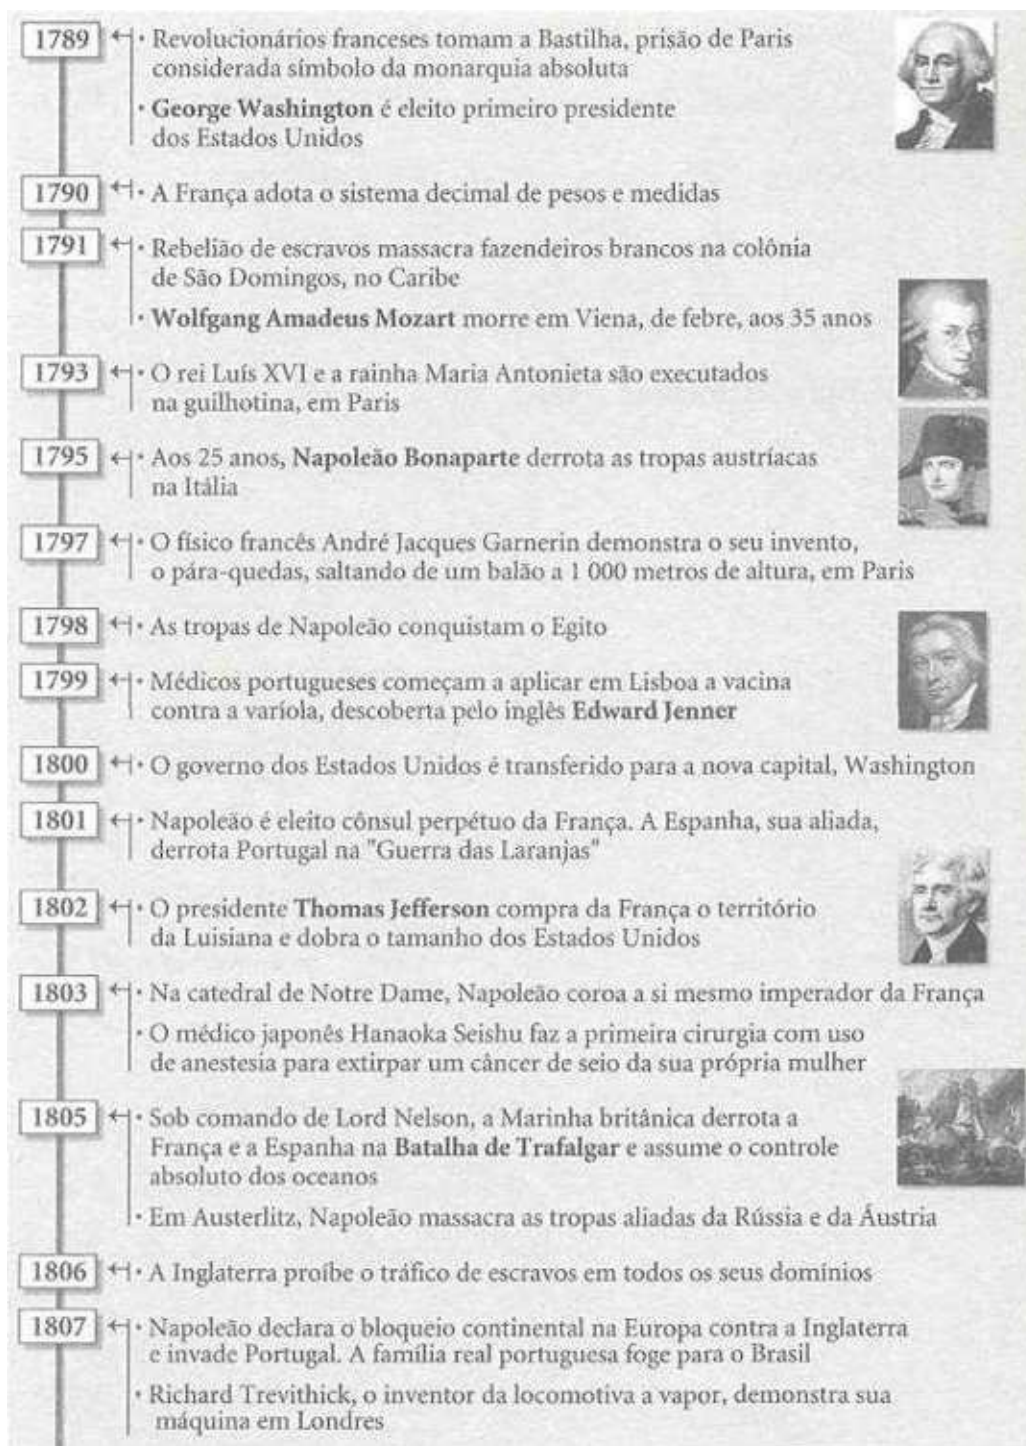 1789
• Revolucionários franceses tomam a Bastilha, prisão de Paris
considerada símbolo da monarquia absoluta
• George Washington é eleito primeiro presidente
dos Estados Unidos
1790
• A França adota o sistema decimal de pesos e medidas
1791
• Rebelião de escravos massacra fazendeiros brancos na colônia
de São Domingos, no Caribe
• Wolfgang Amadeus Mozart morre em Viena, de febre, aos 35 anos
1793
• O rei Luís XVI e a rainha Maria Antonieta são executados
na guilhotina, em Paris
1795
• Aos 25 anos, Napoleão Bonaparte derrota as tropas austríacas
na Itália
1797
• O físico francês André Jacques Garnerin demonstra o seu invento,
o pára-quedas, saltando de um balão a 1 000 metros de altura, em Paris
1798
• As tropas de Napoleão conquistam o Egito
1799
• Médicos portugueses começam a aplicar em Lisboa a vacina
contra a varíola, descoberta pelo inglês Edward Jenner
1800
• O governo dos Estados Unidos é transferido para a nova capital, Washington
1801
• Napoleão é eleito cônsul perpétuo da França. A Espanha, sua aliada,
derrota Portugal na "Guerra das Laranjas"
1802
• O presidente Thomas Jefferson compra da França o território
da Luisiana e dobra o tamanho dos Estados Unidos
1803
• Na catedral de Notre Dame, Napoleão coroa a si mesmo imperador da França
• O médico japonês Hanaoka Seishu faz a primeira cirurgia com uso
de anestesia para extirpar um câncer de seio da sua própria mulher
1805
• Sob comando de Lord Nelson, a Marinha britânica derrota a
França e a Espanha na Batalha de Trafalgar e assume o controle
absoluto dos oceanos
• Em Austerlitz, Napoleão massacra as tropas aliadas da Rússia e da Áustria
1806
• A Inglaterra proíbe o tráfico de escravos em todos os seus domínios
1807
• Napoleão declara o bloqueio continental na Europa contra a Inglaterra
e invade Portugal. A família real portuguesa foge para o Brasil
• Richard Trevithick, o inventor da locomotiva a vapor, demonstra sua
máquina em Londres